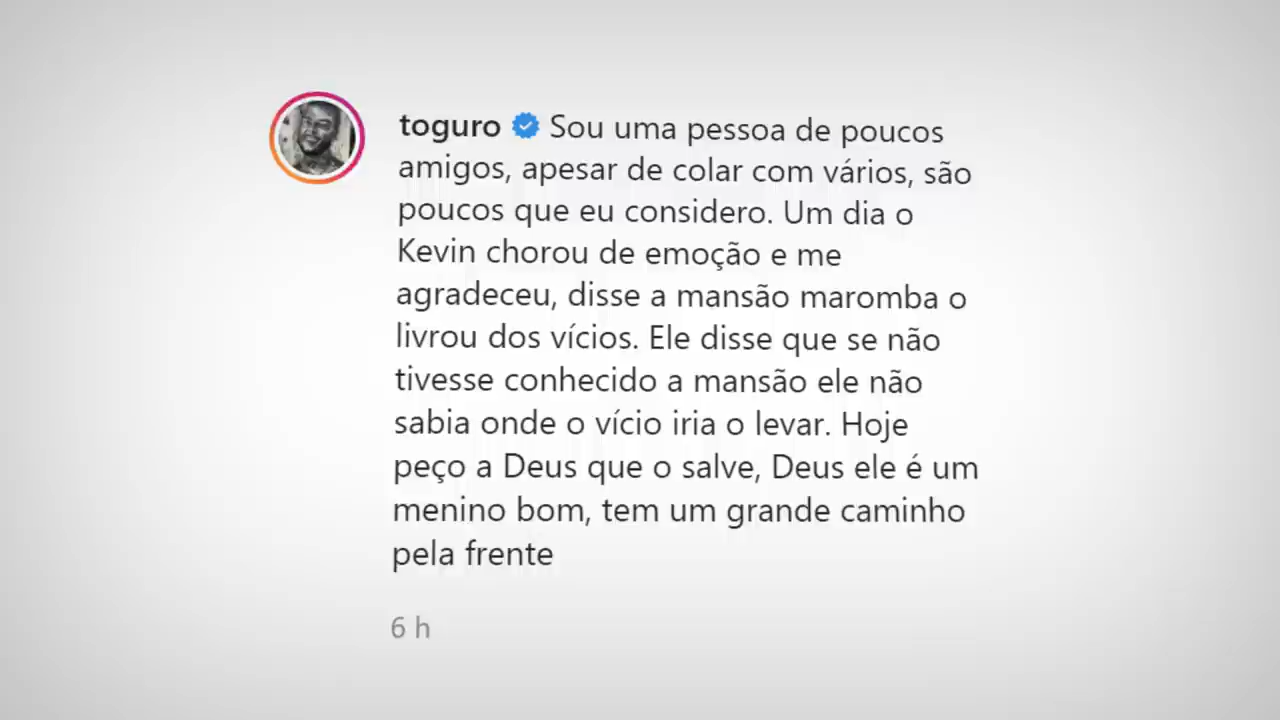 toguro Sou uma pessoa de poucos
amigos, apesar de colar com vários, são
poucos que eu considero. Um dia o
Kevin chorou de emoção e me
agradeceu, disse a mansão maromba o
livrou dos vícios. Ele disse que se não
tivesse conhecido a mansão ele não
sabia onde o vício iria o levar. Hoje
peço a Deus que o salve, Deus ele é um
menino bom, tem um grande caminho
pela frente
6 h